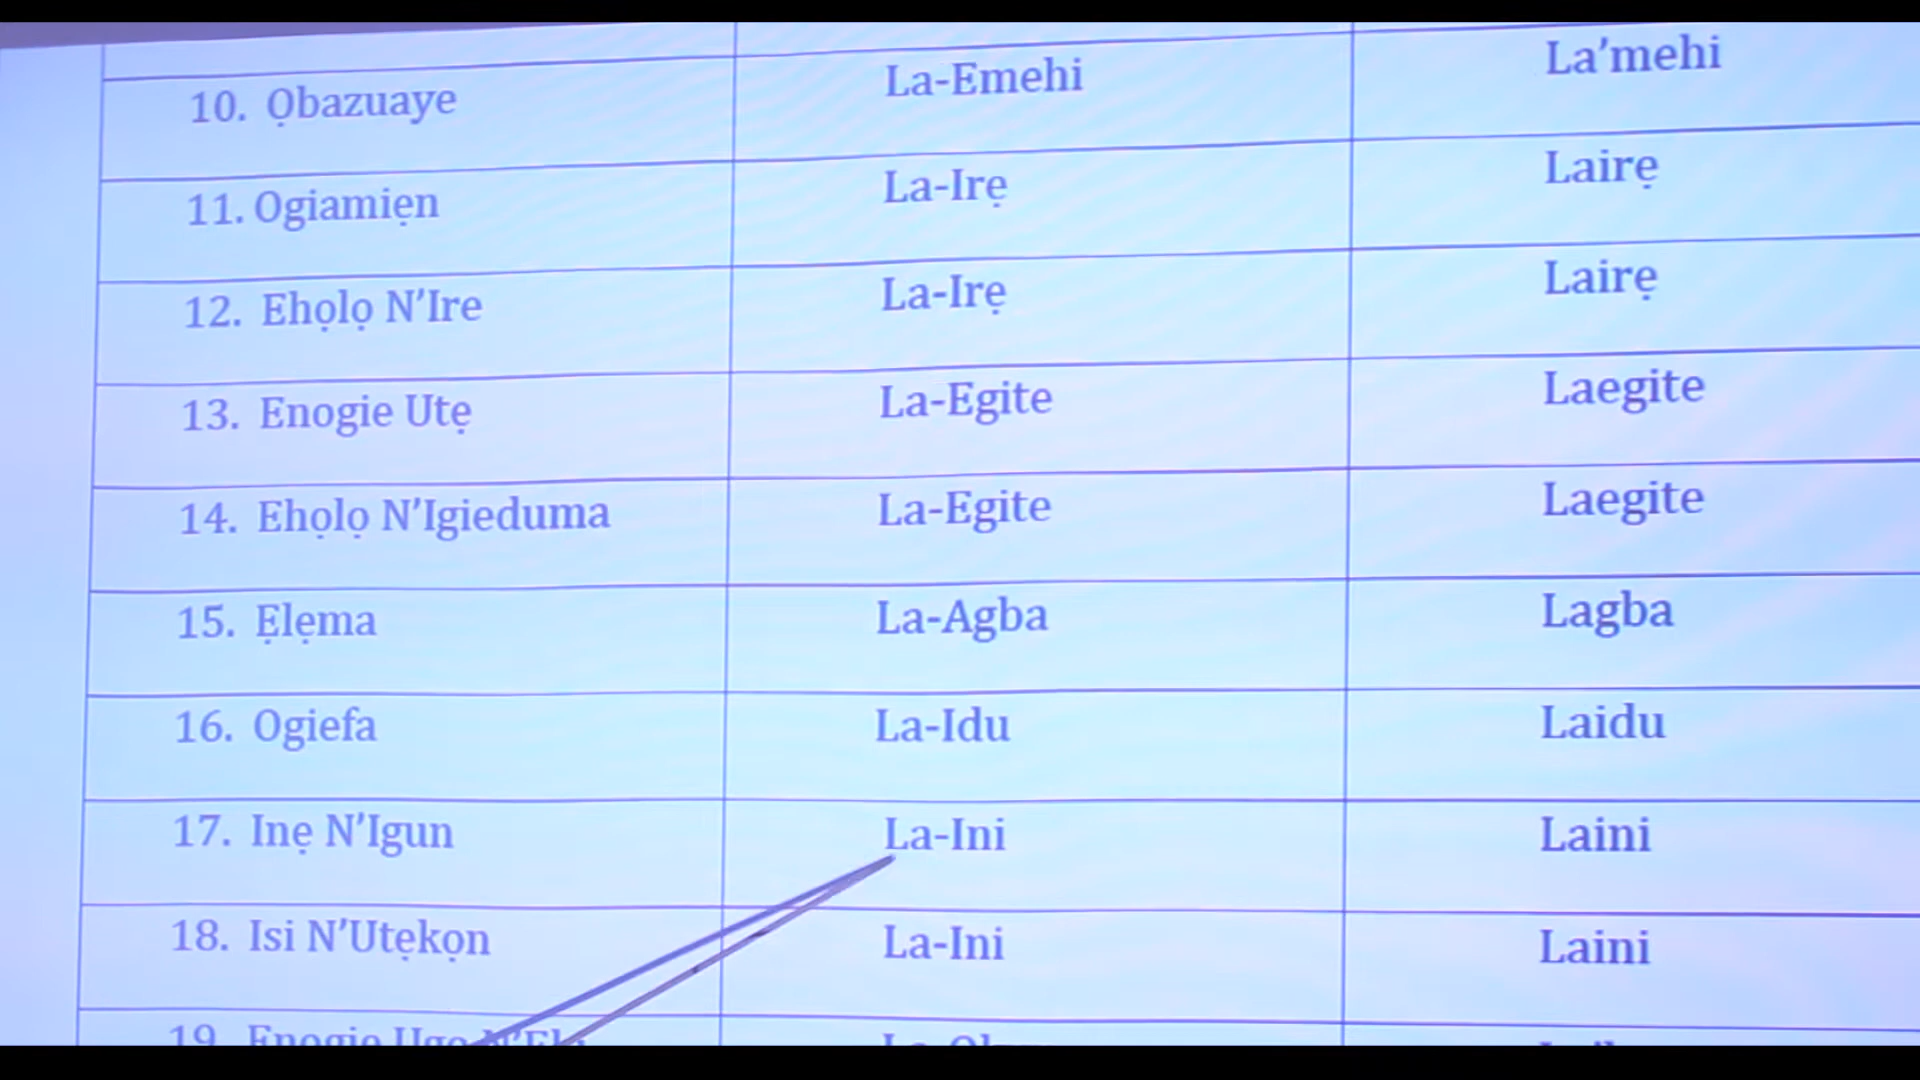 10. Ọbazuaye La-Emehi La’mehi
11. Ogiamiẹn La-Irẹ Lairẹ
12. Ehọlọ N’Ire La-Irẹ Lairẹ
13. Enogie Utẹ La-Egite Laegite
14. Ehọlọ N’Igieduma La-Egite Laegite
15. Ẹlẹma La-Agba Lagba
16. Ogiefa La-Idu Laidu
17. Inẹ N’Igun La-Ini Laini
18. Isi N’Utẹkọn La-Ini Laini
19. Enogie